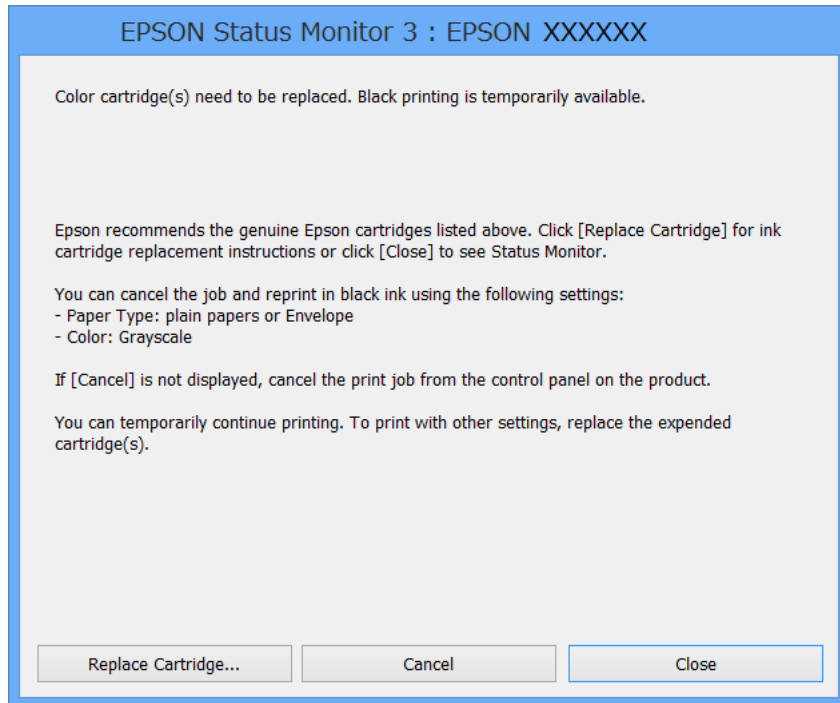 EPSON Status Monitor 3 : EPSON XXXXXX
Color cartridge(s) need to be replaced. Black printing is temporarily available.
Epson recommends the genuine Epson cartridges listed above. Click [Replace Cartridge] for ink
cartridge replacement instructions or click [Close] to see Status Monitor.
You can cancel the job and reprint in black ink using the following settings:
- Paper Type: plain papers or Envelope
- Color: Grayscale
If [Cancel] is not displayed, cancel the print job from the control panel on the product.
You can temporarily continue printing. To print with other settings, replace the expended
cartridge(s).
Replace Cartridge...
Cancel
Close